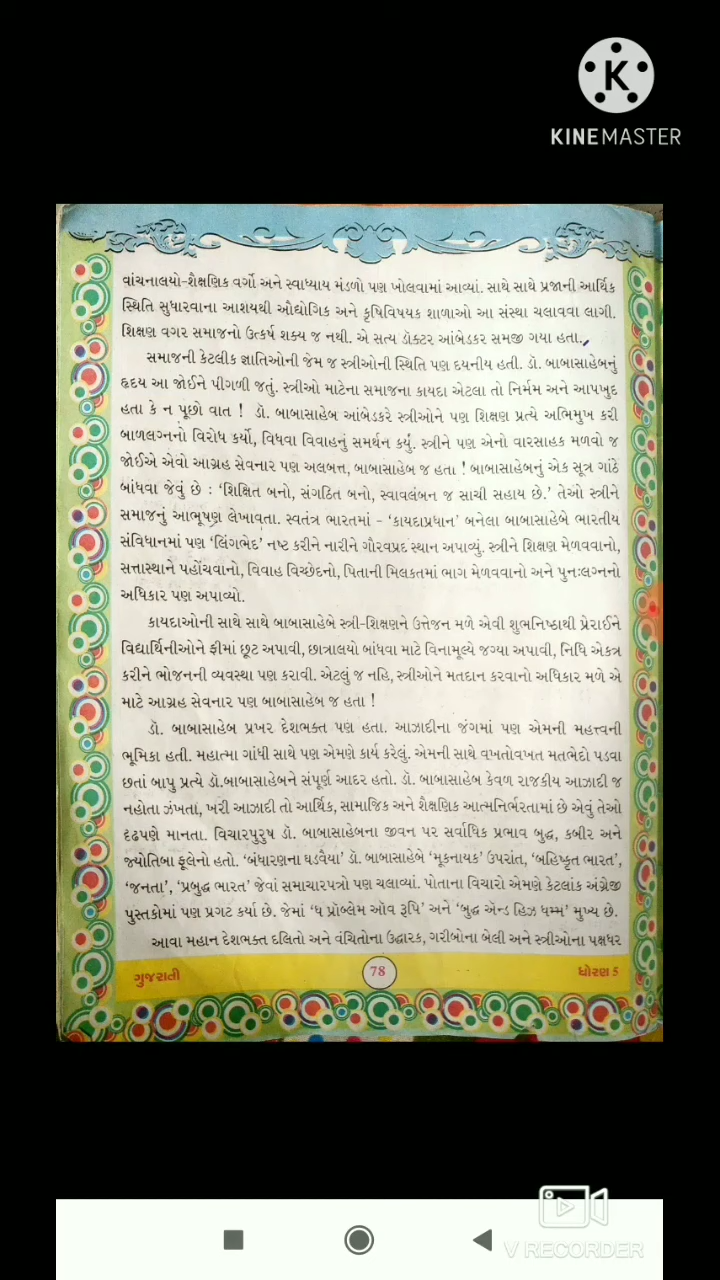 KINEMASTER
વાંચનાલયો-શૈક્ષણિક વર્ગો અને સ્વાધ્યાય મંડળો પણ ખોલવામાં આવ્યાં. સાથે સાથે પ્રજાની આર્થિક
સ્થિતિ સુધારવાના આશયથી ઔદ્યોગિક અને કૃષિવિષયક શાળાઓ આ સંસ્થા ચલાવવા લાગી.
શિક્ષણ વગર સમાજનો ઉત્કર્ષ શક્ય જ નથી. એ સત્ય ડૉક્ટર આંબેડકર સમજી ગયા હતા.
સમાજની કેટલીક જ્ઞાતિઓની જેમ જ સ્ત્રીઓની સ્થિતિ પણ દયનીય હતી. ડૉ. બાબાસાહેબનું
હૃદય આ જોઈને પીગળી જતું. સ્ત્રીઓ માટેના સમાજના કાયદા એટલા તો નિર્મમ અને આપખુદ
હતા કે ન પૂછો વાત ! ડૉ. બાબાસાહેબ આંબેડકરે સ્ત્રીઓને પણ શિક્ષણ પ્રત્યે અભિમુખ કરી
બાળલગ્નનો વિરોધ કર્યો, વિધવા વિવાહનું સમર્થન કર્યું. સ્ત્રીને પણ એનો વારસાહક મળવો જ
જોઈએ એવો આગ્રહ સેવનાર પણ અલબત્ત, બાબાસાહેબ જ હતા ! બાબાસાહેબનું એક સૂત્ર ગાંઠે
બાંધવા જેવું છે : ‘શિક્ષિત બનો, સંગઠિત બનો, સ્વાવલંબન જ સાચી સહાય છે.’ તેઓ સ્ત્રીને
સમાજનું આભૂષણ લેખાવતા. સ્વતંત્ર ભારતમાં - ‘કાયદાપ્રધાન’ બનેલા બાબાસાહેબે ભારતીય
સંવિધાનમાં પણ ‘લિંગભેદ’ નષ્ટ કરીને નારીને ગૌરવપ્રદ સ્થાન અપાવ્યું. સ્ત્રીને શિક્ષણ મેળવવાનો,
સત્તાસ્થાને પહોંચવાનો, વિવાહ વિચ્છેદનો, પિતાની મિલકતમાં ભાગ મેળવવાનો અને પુનઃલગ્નનો
અધિકાર પણ અપાવ્યો.
કાયદાઓની સાથે સાથે બાબાસાહેબે સ્ત્રી-શિક્ષણને ઉત્તેજન મળે એવી શુભનિષ્ઠાથી પ્રેરાઈને
વિદ્યાર્થિનીઓને ફીમાં છૂટ અપાવી, છાત્રાલયો બાંધવા માટે વિનામૂલ્યે જગ્યા અપાવી, નિધિ એકત્ર
કરીને ભોજનની વ્યવસ્થા પણ કરાવી. એટલું જ નહિ, સ્ત્રીઓને મતદાન કરવાનો અધિકાર મળે એ
માટે આગ્રહ સેવનાર પણ બાબાસાહેબ જ હતા !
ડૉ. બાબાસાહેબ પ્રખર દેશભક્ત પણ હતા. આઝાદીના જંગમાં પણ એમની મહત્ત્વની
ભૂમિકા હતી. મહાત્મા ગાંધી સાથે પણ એમણે કાર્ય કરેલું. એમની સાથે વખતોવખત મતભેદો પડવા
છતાં બાપુ પ્રત્યે ડૉ.બાબાસાહેબને સંપૂર્ણ આદર હતો. ડૉ. બાબાસાહેબ કેવળ રાજકીય આઝાદી જ
નહોતા ઝંખતા, ખરી આઝાદી તો આર્થિક, સામાજિક અને શૈક્ષણિક આત્મનિર્ભરતામાં છે એવું તેઓ
દૃઢપણે માનતા. વિચારપુરુષ ડૉ. બાબાસાહેબના જીવન પર સર્વાધિક પ્રભાવ બુદ્ધ, કબીર અને
જ્યોતિબા ફૂલેનો હતો. ‘બંધારણના ઘડવૈયા’ ડૉ. બાબાસાહેબે ‘મૂકનાયક’ ઉપરાંત, ‘બહિષ્કૃત ભારત’,
‘જનતા’, ‘પ્રબુદ્ધ ભારત’ જેવાં સમાચારપત્રો પણ ચલાવ્યાં. પોતાના વિચારો એમણે કેટલાંક અંગ્રેજી
પુસ્તકોમાં પણ પ્રગટ કર્યા છે. જેમાં ‘ધ પ્રૉબ્લેમ ઑવ રૂપિ’ અને ‘બુદ્ધ ઍન્ડ હિઝ ધમ્મ’ મુખ્ય છે.
આવા મહાન દેશભક્ત દલિતો અને વંચિતોના ઉદ્ધારક, ગરીબોના બેલી અને સ્ત્રીઓના પક્ષધર
ગુજરાતી
78
ધોરણ 5
V RECORDER